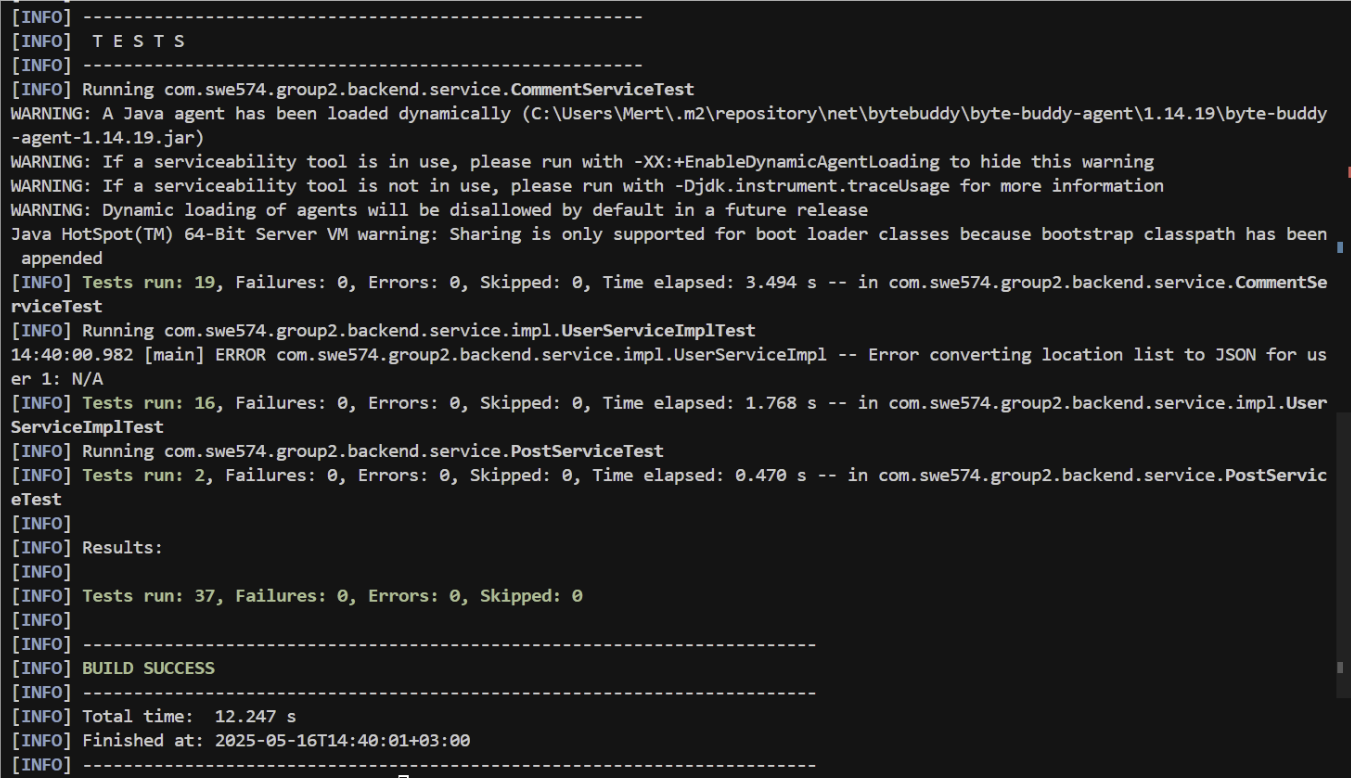 [INFO] -------------------------------------------------------
[INFO]  T E S T S
[INFO] -------------------------------------------------------
[INFO] Running com.swe574.group2.backend.service.CommentServiceTest
WARNING: A Java agent has been loaded dynamically (C:\Users\Mert\.m2\repository\net\bytebuddy\byte-buddy-agent\1.14.19\byte-buddy
-agent-1.14.19.jar)
WARNING: If a serviceability tool is in use, please run with -XX:+EnableDynamicAgentLoading to hide this warning
WARNING: If a serviceability tool is not in use, please run with -Djdk.instrument.traceUsage for more information
WARNING: Dynamic loading of agents will be disallowed by default in a future release
Java HotSpot(TM) 64-Bit Server VM warning: Sharing is only supported for boot loader classes because bootstrap classpath has been
 appended
[INFO] Tests run: 19, Failures: 0, Errors: 0, Skipped: 0, Time elapsed: 3.494 s -- in com.swe574.group2.backend.service.CommentSe
rviceTest
[INFO] Running com.swe574.group2.backend.service.impl.UserServiceImplTest
14:40:00.982 [main] ERROR com.swe574.group2.backend.service.impl.UserServiceImpl -- Error converting location list to JSON for us
er 1: N/A
[INFO] Tests run: 16, Failures: 0, Errors: 0, Skipped: 0, Time elapsed: 1.768 s -- in com.swe574.group2.backend.service.impl.User
ServiceImplTest
[INFO] Running com.swe574.group2.backend.service.PostServiceTest
[INFO] Tests run: 2, Failures: 0, Errors: 0, Skipped: 0, Time elapsed: 0.470 s -- in com.swe574.group2.backend.service.PostServic
eTest
[INFO]
[INFO] Results:
[INFO]
[INFO] Tests run: 37, Failures: 0, Errors: 0, Skipped: 0
[INFO]
[INFO] ------------------------------------------------------------------------
[INFO] BUILD SUCCESS
[INFO] ------------------------------------------------------------------------
[INFO] Total time:  12.247 s
[INFO] Finished at: 2025-05-16T14:40:01+03:00
[INFO] ------------------------------------------------------------------------